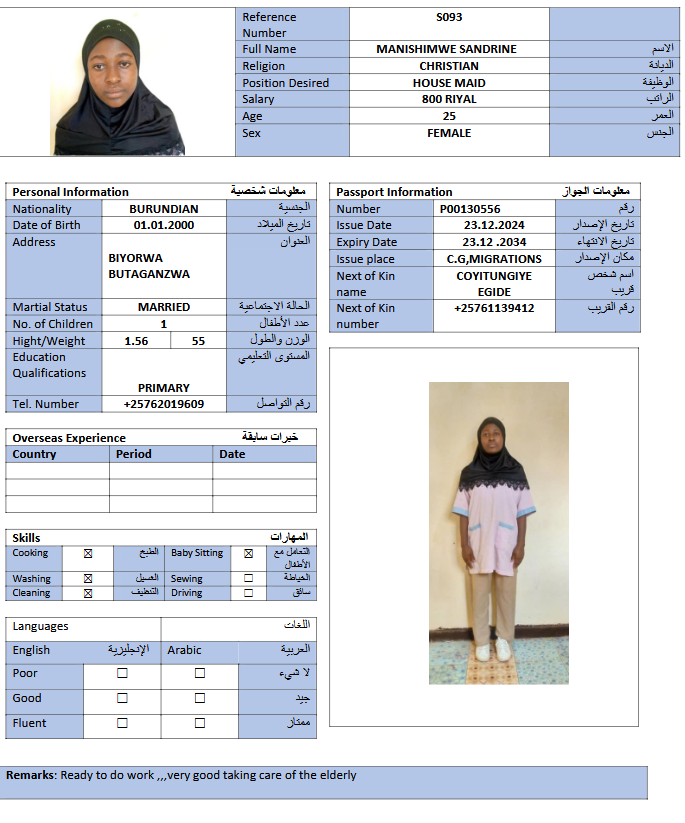 Reference Number S093
Full Name MANISHIMWE SANDRINE الاسم
Religion CHRISTIAN الديانة
Position Desired HOUSE MAID الوظيفة
Salary 800 RIYAL الراتب
Age 25 العمر
Sex FEMALE الجنس
Personal Information معلومات شخصية
Nationality BURUNDIAN الجنسية
Date of Birth 01.01.2000 تاريخ الميلاد
Address BIYORWA BUTAGANZWA العنوان
Martial Status MARRIED الحالة الاجتماعية
No. of Children 1 عدد الأطفال
Hight/Weight 1.56 55 الوزن والطول
Education Qualifications PRIMARY المستوى التعليمي
Tel. Number +25762019609 رقم التواصل
Passport Information معلومات الجواز
Number P00130556 رقم
Issue Date 23.12.2024 تاريخ الإصدار
Expiry Date 23.12 .2034 تاريخ الانتهاء
Issue place C.G,MIGRATIONS مكان الإصدار
Next of Kin name COYITUNGIYE EGIDE اسم شخص قريب
Next of Kin number +25761139412 رقم القريب
Overseas Experience خبرات سابقة
Country Period Date
Skills المهارات
Cooking ☒ الطبخ Baby Sitting ☒ التعامل مع الأطفال
Washing ☒ الغسيل Sewing ☐ الخياطة
Cleaning ☒ التنظيف Driving ☐ سائق
Languages اللغات
English الإنجليزية Arabic العربية
Poor ☐ ☐ لا شيء
Good ☐ ☐ جيد
Fluent ☐ ☐ ممتاز
Remarks: Ready to do work ,,,very good taking care of the elderly